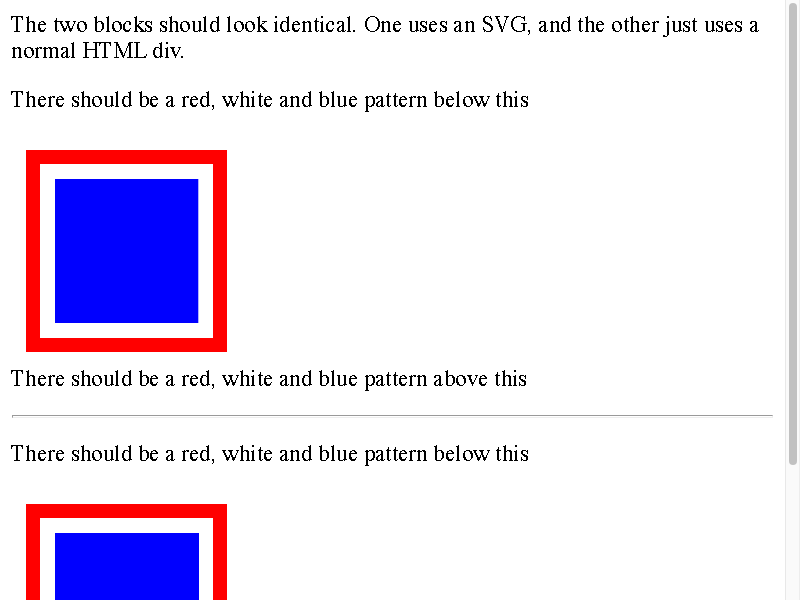 The two blocks should look identical. One uses an SVG, and the other just uses a
normal HTML div.
There should be a red, white and blue pattern below this
There should be a red, white and blue pattern above this
There should be a red, white and blue pattern below this